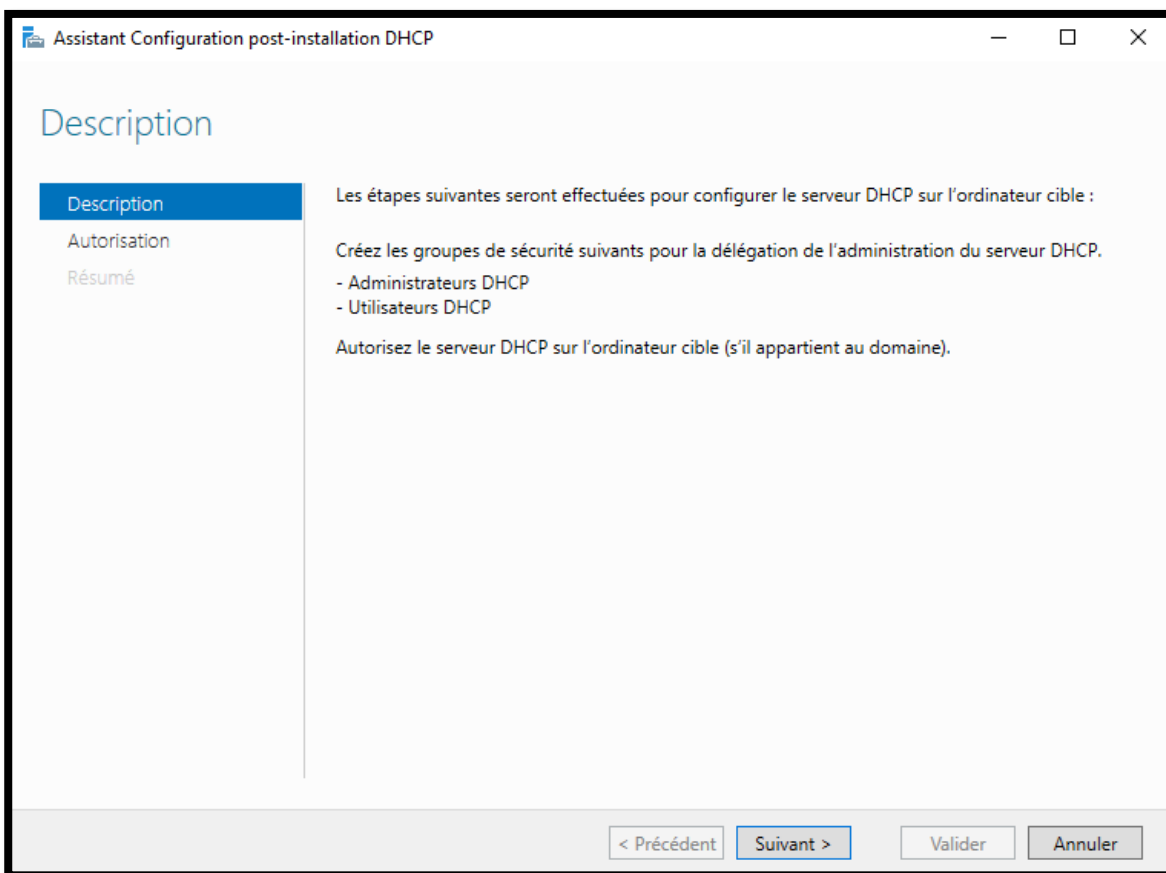 Assistant Configuration post-installation DHCP
Description
Description
Autorisation
Résumé
Les étapes suivantes seront effectuées pour configurer le serveur DHCP sur l’ordinateur cible :
Créez les groupes de sécurité suivants pour la délégation de l’administration du serveur DHCP.
- Administrateurs DHCP
- Utilisateurs DHCP
Autorisez le serveur DHCP sur l’ordinateur cible (s’il appartient au domaine).
< Précédent
Suivant >
Valider
Annuler